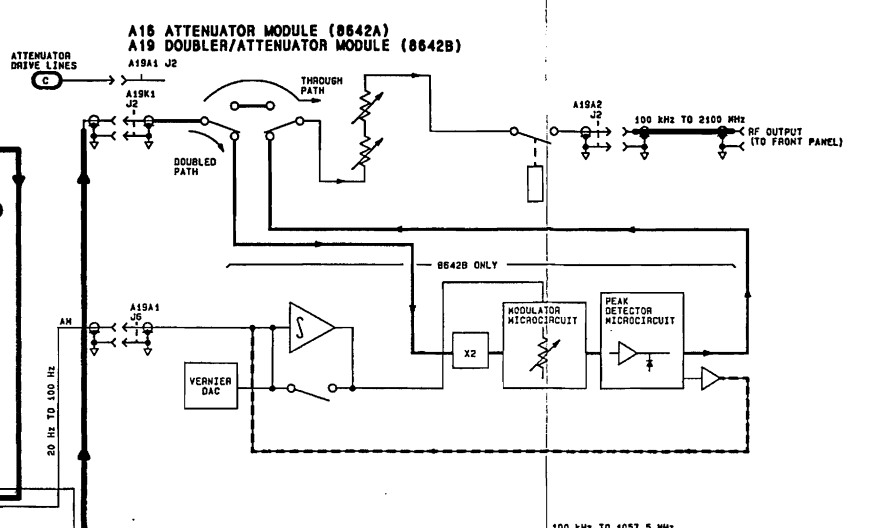 A16 ATTENUATOR MODULE (8642A)
A19 DOUBLER/ATTENUATOR MODULE (8642B)
ATTENUATOR
DRIVE LINES
C
A19A1 J2
A19K1
J2
THROUGH
PATH
DOUBLED
PATH
A19A2
J2
100 kHz TO 2100 MHz
RF OUTPUT
(TO FRONT PANEL)
8642B ONLY
A19A1
J6
AM
20 Hz TO 100 Hz
VERNIER
DAC
∫
X2
MODULATOR
MICROCIRCUIT
PEAK
DETECTOR
MICROCIRCUIT
100 kHz TO 1057.5 MHz